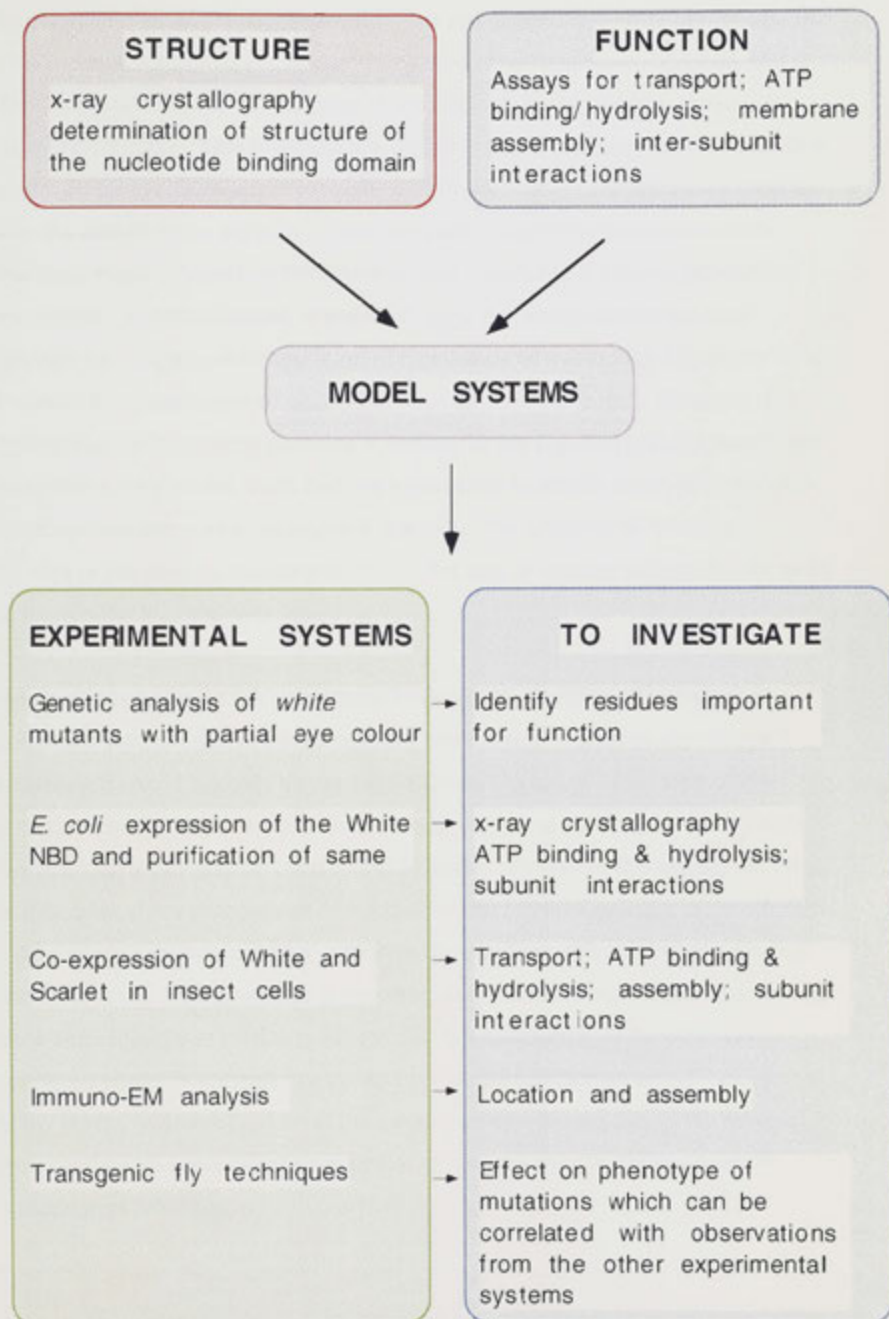 STRUCTURE
x-ray crystallography
determination of structure of
the nucleotide binding domain
FUNCTION
Assays for transport; ATP
binding/hydrolysis; membrane
assembly; inter-subunit
interactions
MODEL SYSTEMS
EXPERIMENTAL SYSTEMS
Genetic analysis of white
mutants with partial eye colour
E. coli expression of the White
NBD and purification of same
Co-expression of White and
Scarlet in insect cells
Immuno-EM analysis
Transgenic fly techniques
TO INVESTIGATE
Identify residues important
for function
x-ray crystallography
ATP binding & hydrolysis;
subunit interactions
Transport; ATP binding &
hydrolysis; assembly; subunit
interactions
Location and assembly
Effect on phenotype of
mutations which can be
correlated with observations
from the other experimental
systems